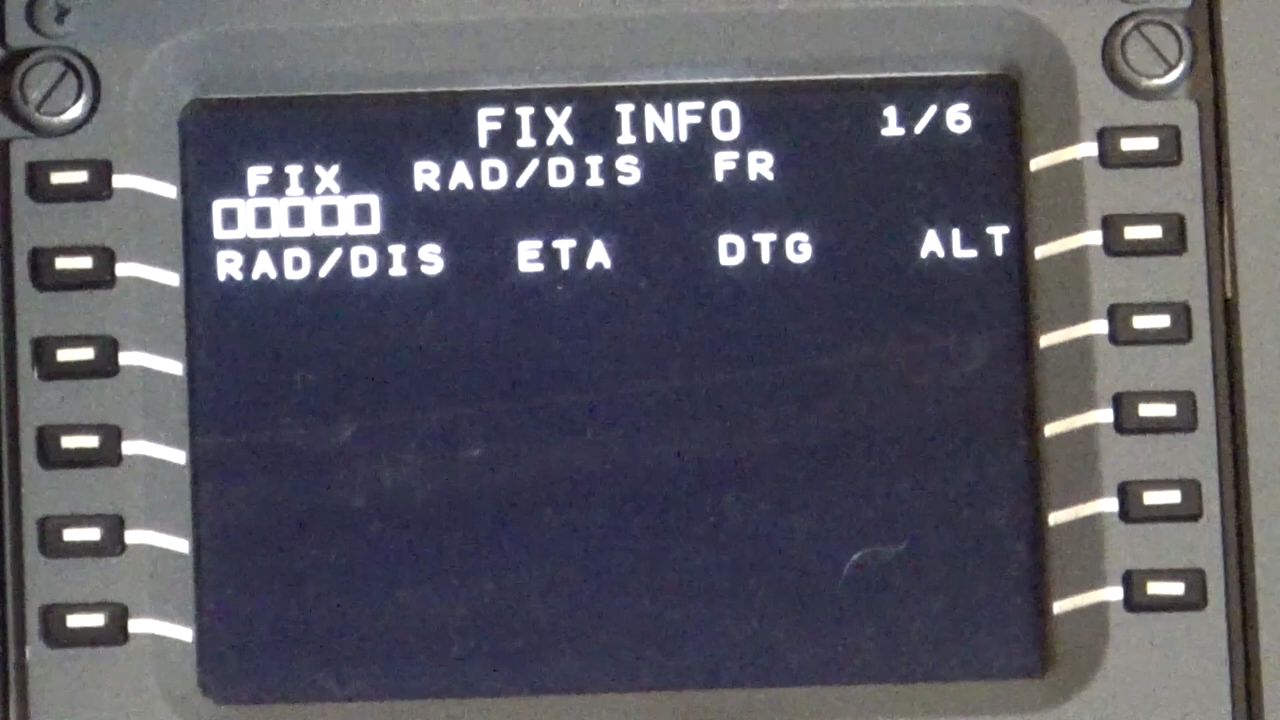 FIX INFO 1/6
FIX RAD/DIS FR
□□□□□
RAD/DIS ETA DTG ALT